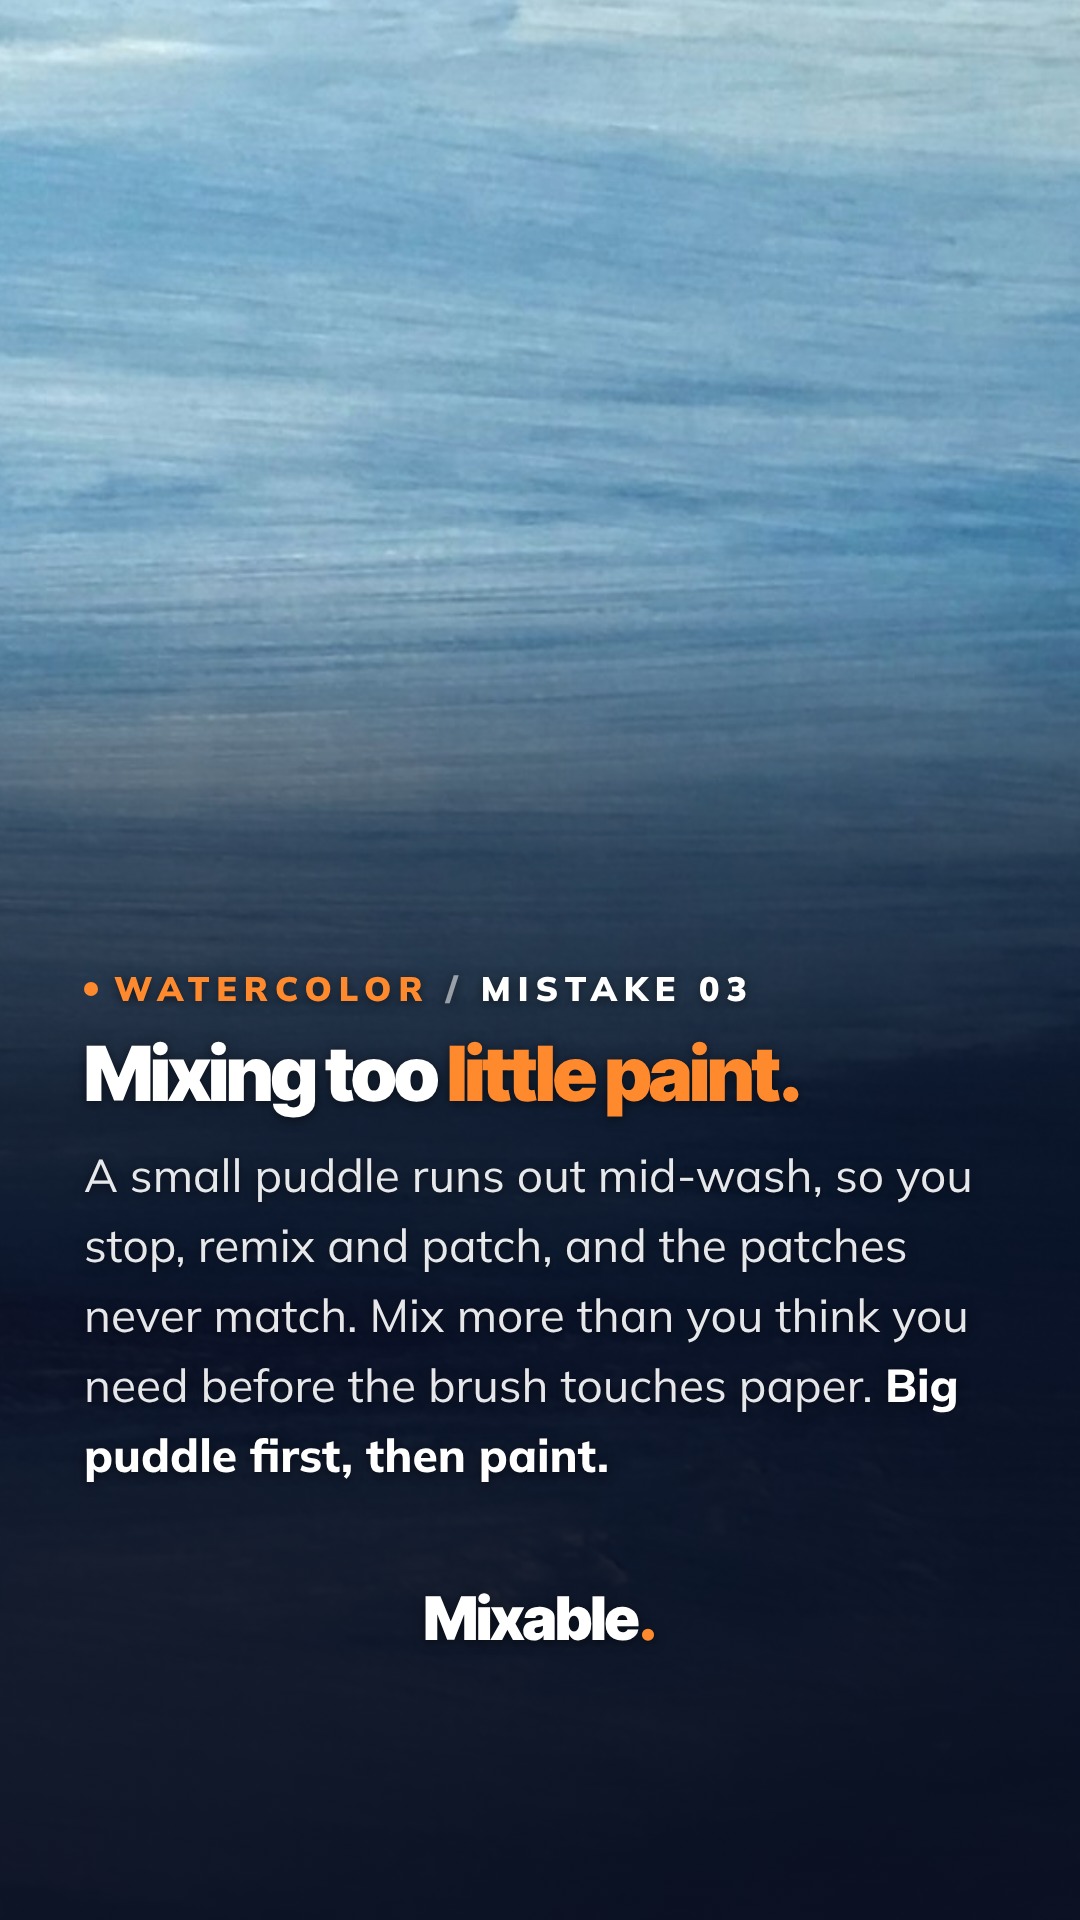 • WATERCOLOR / MISTAKE 03
Mixing too little paint.
A small puddle runs out mid-wash, so you
stop, remix and patch, and the patches
never match. Mix more than you think you
need before the brush touches paper. Big
puddle first, then paint.
Mixable.